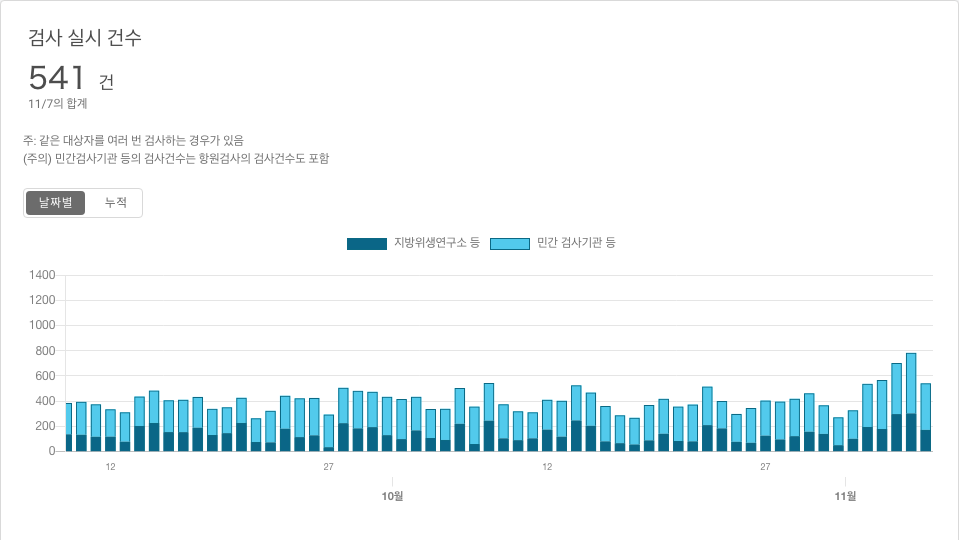 검사 실시 건수
541 건
11/7의 합계
주: 같은 대상자를 여러 번 검사하는 경우가 있음
(주의) 민간검사기관 등의 검사건수는 항원검사의 검사건수도 포함
날짜별 누적
지방위생연구소 등 민간 검사기관 등
1400
1200
1000
800
600
400
200
0
12 27 12 27
10월 11월